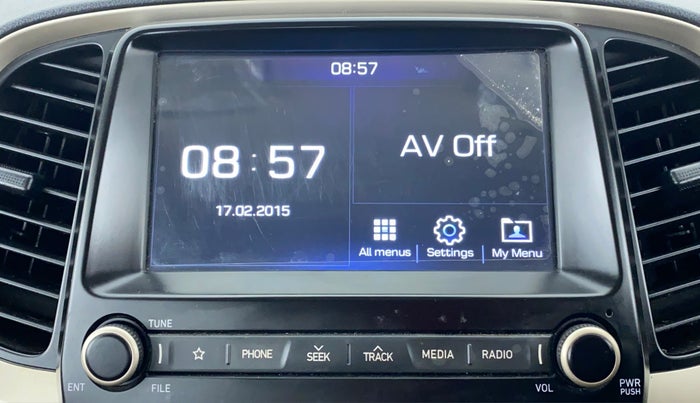 08:57
08:57
AV Off
17.02.2015
All menus Settings My Menu
TUNE
PHONE SEEK TRACK MEDIA RADIO
ENT FILE VOL PWR
PUSH